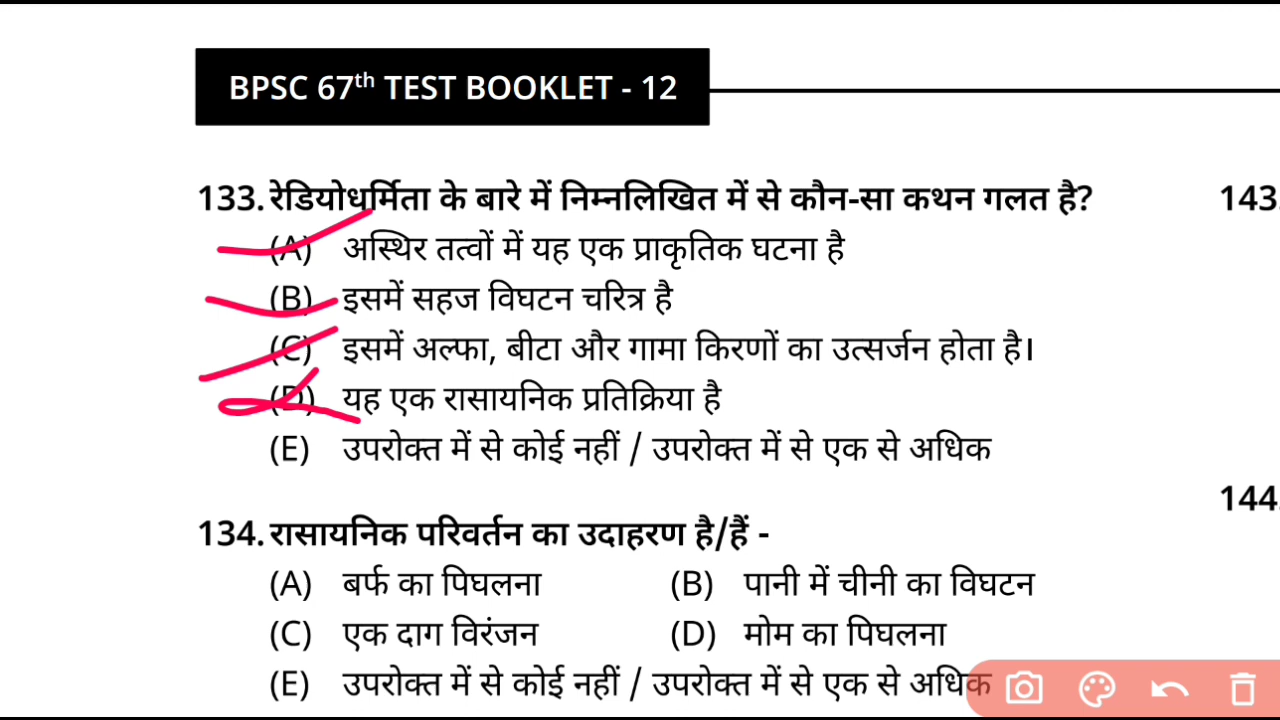 BPSC 67th TEST BOOKLET - 12
133. रेडियोधर्मिता के बारे में निम्नलिखित में से कौन-सा कथन गलत है?
(A) अस्थिर तत्वों में यह एक प्राकृतिक घटना है
(B) इसमें सहज विघटन चरित्र है
(C) इसमें अल्फा, बीटा और गामा किरणों का उत्सर्जन होता है।
(D) यह एक रासायनिक प्रतिक्रिया है
(E) उपरोक्त में से कोई नहीं / उपरोक्त में से एक से अधिक
134. रासायनिक परिवर्तन का उदाहरण है/हैं -
(A) बर्फ का पिघलना (B) पानी में चीनी का विघटन
(C) एक दाग विरंजन (D) मोम का पिघलना
(E) उपरोक्त में से कोई नहीं / उपरोक्त में से एक से अधिक
143.
144.